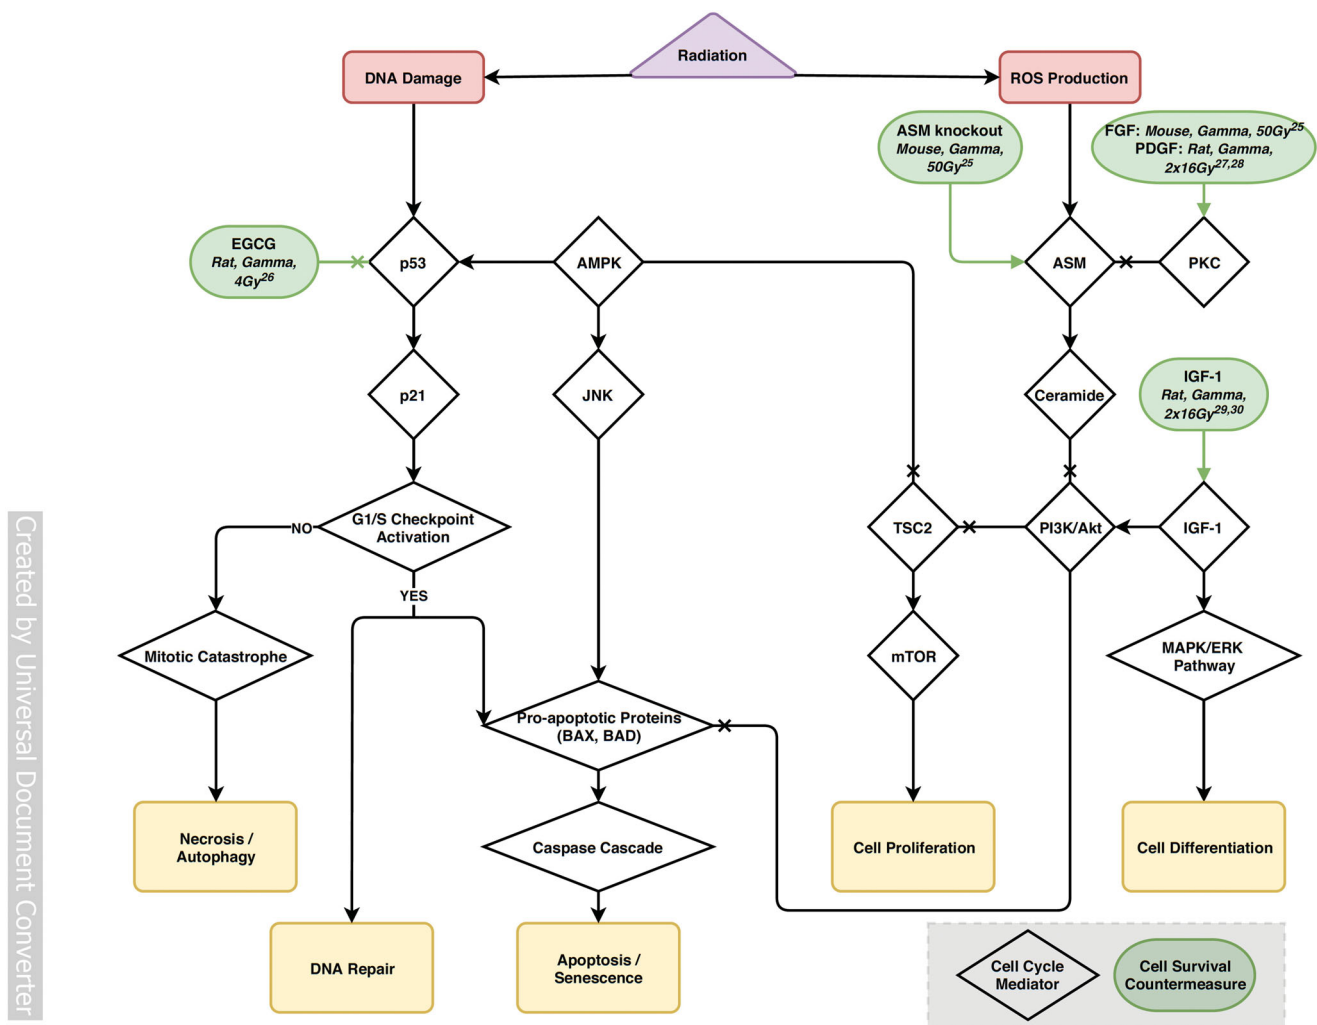 Radiation
DNA Damage
ROS Production
ASM knockout
Mouse, Gamma,
50Gy25
FGF: Mouse, Gamma, 50Gy25
PDGF: Rat, Gamma,
2x16Gy27,28
EGCG
Rat, Gamma,
4Gy26
p53
AMPK
ASM
PKC
p21
JNK
Ceramide
IGF-1
Rat, Gamma,
2x16Gy29,30
G1/S Checkpoint
Activation
NO
YES
TSC2
PI3K/Akt
IGF-1
Mitotic Catastrophe
mTOR
MAPK/ERK
Pathway
Pro-apoptotic Proteins
(BAX, BAD)
Necrosis /
Autophagy
Caspase Cascade
Cell Proliferation
Cell Differentiation
DNA Repair
Apoptosis /
Senescence
Cell Cycle
Mediator
Cell Survival
Countermeasure
Created by Universal Document Converter